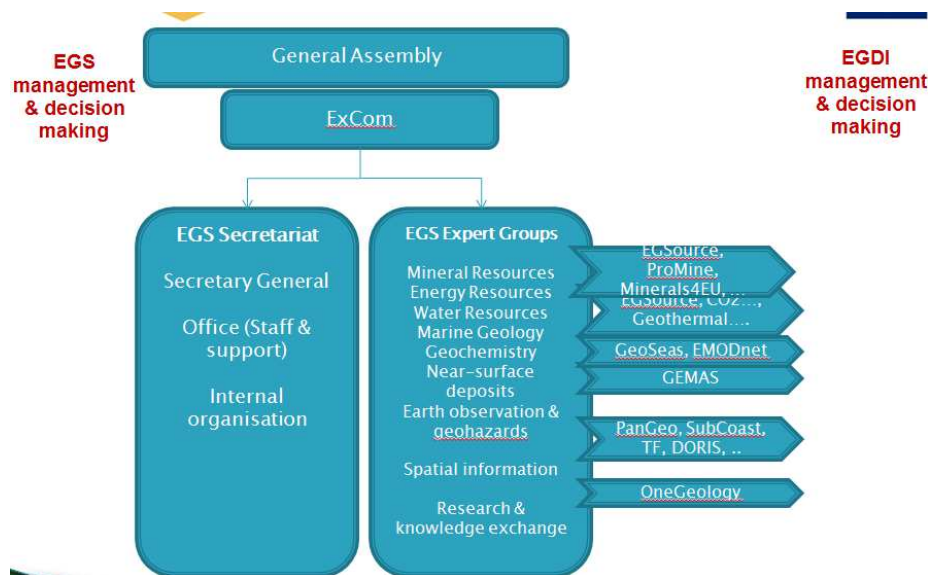 EGS
management
& decision
making
General Assembly
ExCom
EGDI
management
& decision
making
EGS Secretariat
Secretary General
Office (Staff &
support)
Internal
organisation
EGS Expert Groups
Mineral Resources
Energy Resources
Water Resources
Marine Geology
Geochemistry
Near-surface
deposits
Earth observation &
geohazards
Spatial information
Research &
knowledge exchange
EGSource,
ProMine,
Minerals4EU, ...
EGSource, CO2...,
Geothermal....
GeoSeas, EMODnet
GEMAS
PanGeo, SubCoast,
TF, DORIS, ..
OneGeology